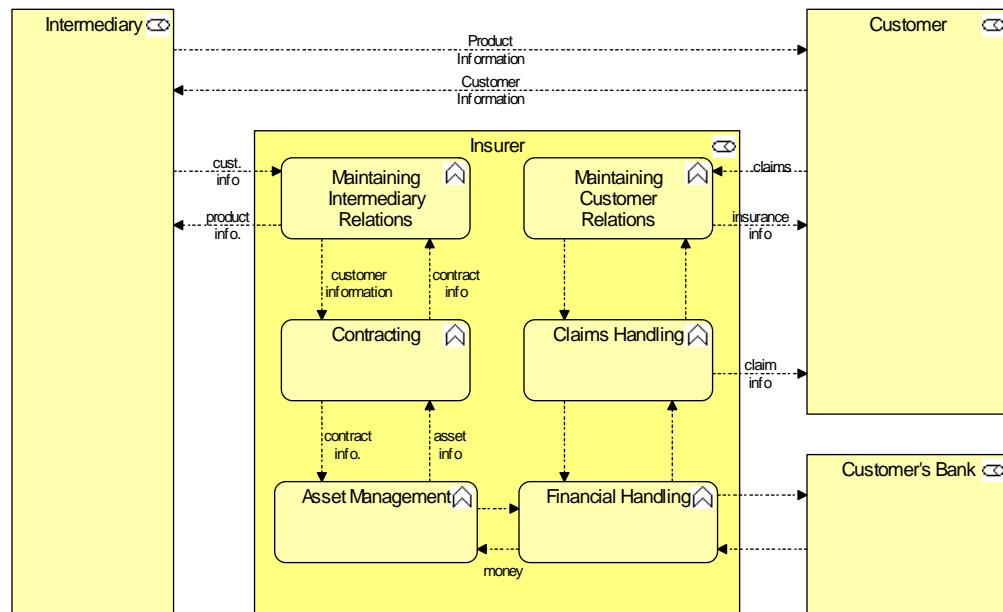 Intermediary
Customer
Product
Information
Customer
Information
Insurer
cust.
info
Maintaining
Intermediary
Relations
Maintaining
Customer
Relations
claims
product
info.
insurance
info
customer
information
contract
info
Contracting
Claims Handling
claim
info
contract
info.
asset
info
Asset Management
Financial Handling
Customer's Bank
money